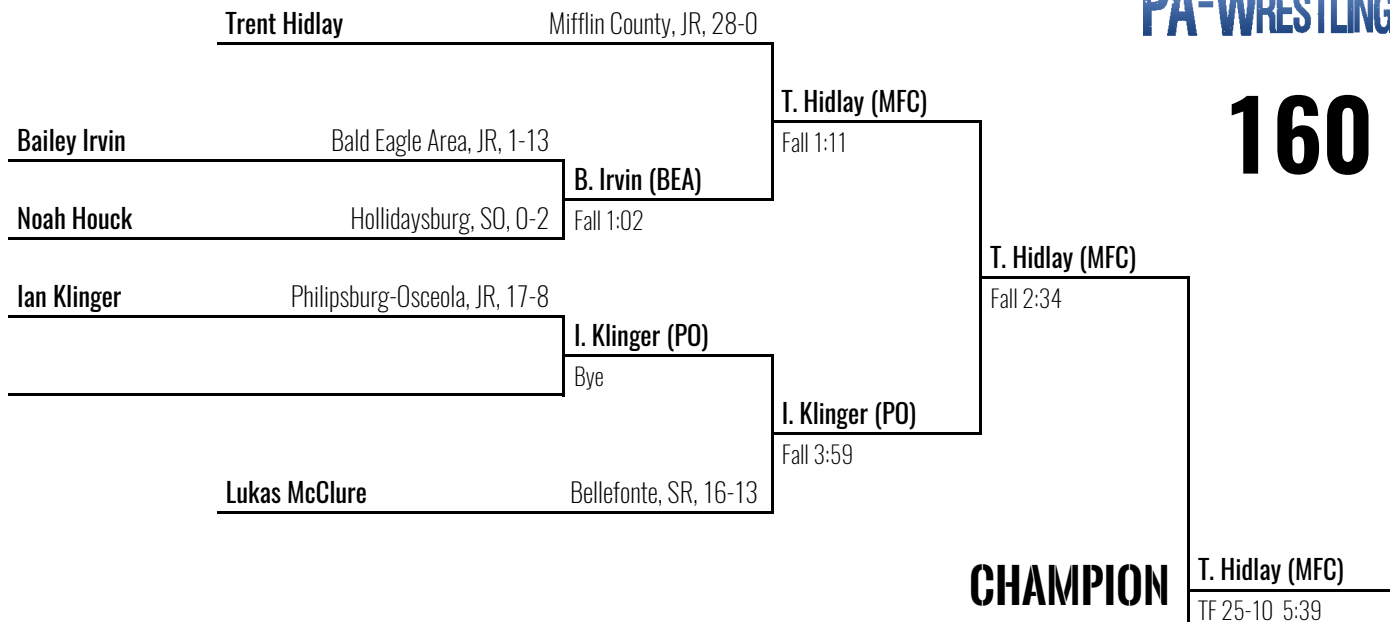 PA-WRESTLING
160
Trent Hidlay Mifflin County, JR, 28-0
T. Hidlay (MFC)
Fall 1:11
Bailey Irvin Bald Eagle Area, JR, 1-13
B. Irvin (BEA)
Fall 1:02
Noah Houck Hollidaysburg, SO, 0-2
T. Hidlay (MFC)
Fall 2:34
Ian Klinger Philipsburg-Osceola, JR, 17-8
I. Klinger (PO)
Bye
I. Klinger (PO)
Fall 3:59
Lukas McClure Bellefonte, SR, 16-13
CHAMPION
T. Hidlay (MFC)
TF 25-10 5:39